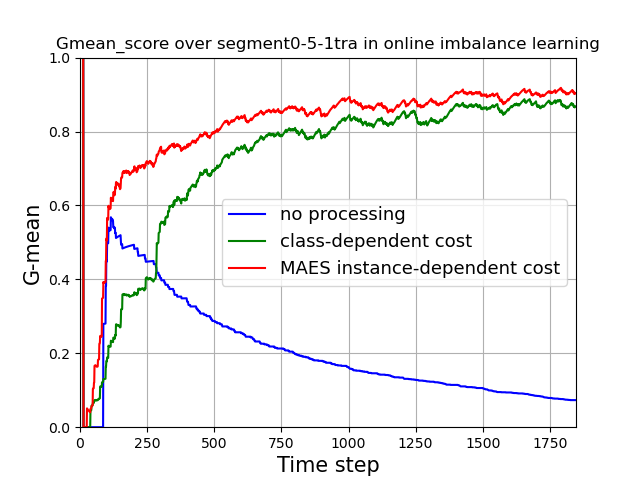 Gmean_score over segment0-5-1tra in online imbalance learning
1.0
0.8
0.6
0.4
0.2
0.0
G-mean
no processing
class-dependent cost
MAES instance-dependent cost
0 250 500 750 1000 1250 1500 1750
Time step